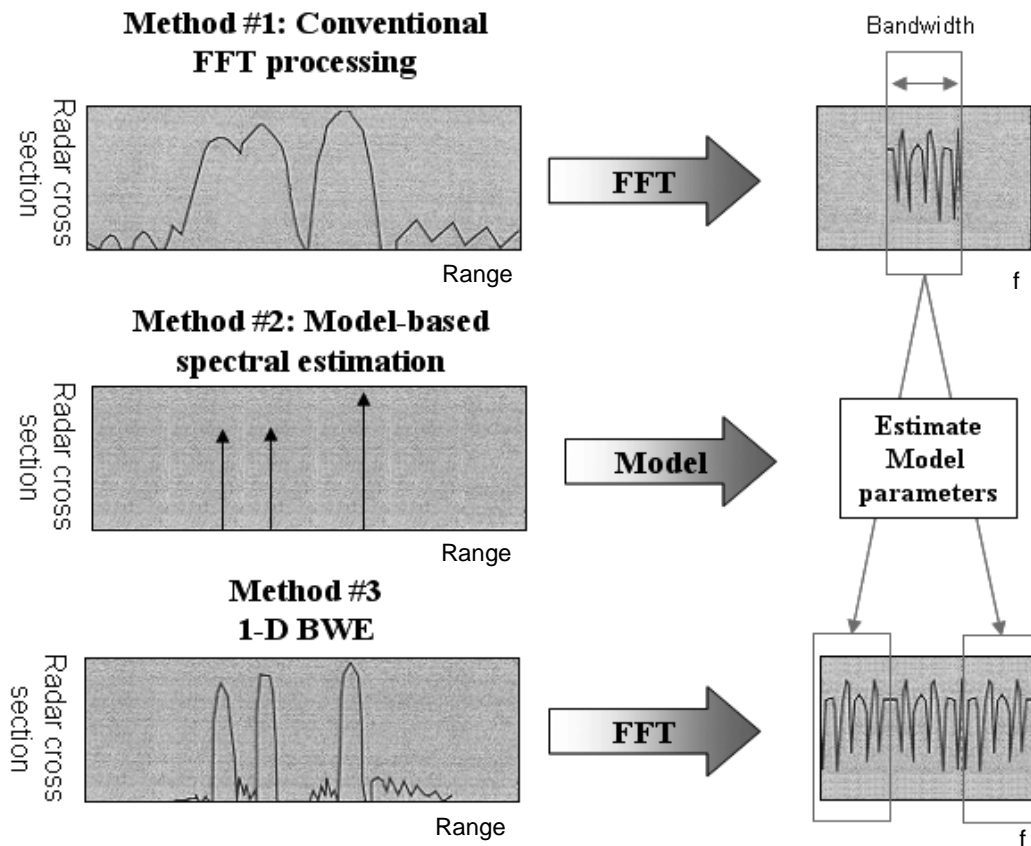 Method #1: Conventional
FFT processing
Bandwidth
Radar cross
section
FFT
Range
f
Method #2: Model-based
spectral estimation
Radar cross
section
Model
Estimate
Model
parameters
Range
Method #3
1-D BWE
Radar cross
section
FFT
Range
f